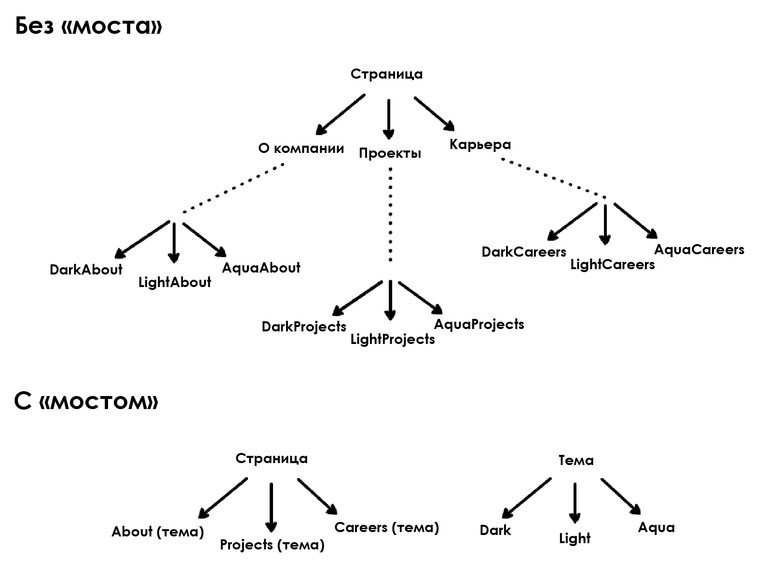 Без «моста»
Страница
О компании
Проекты
Карьера
DarkAbout
LightAbout
AquaAbout
DarkProjects
LightProjects
AquaProjects
DarkCareers
LightCareers
AquaCareers
С «мостом»
Страница
About (тема)
Projects (тема)
Careers (тема)
Тема
Dark
Light
Aqua